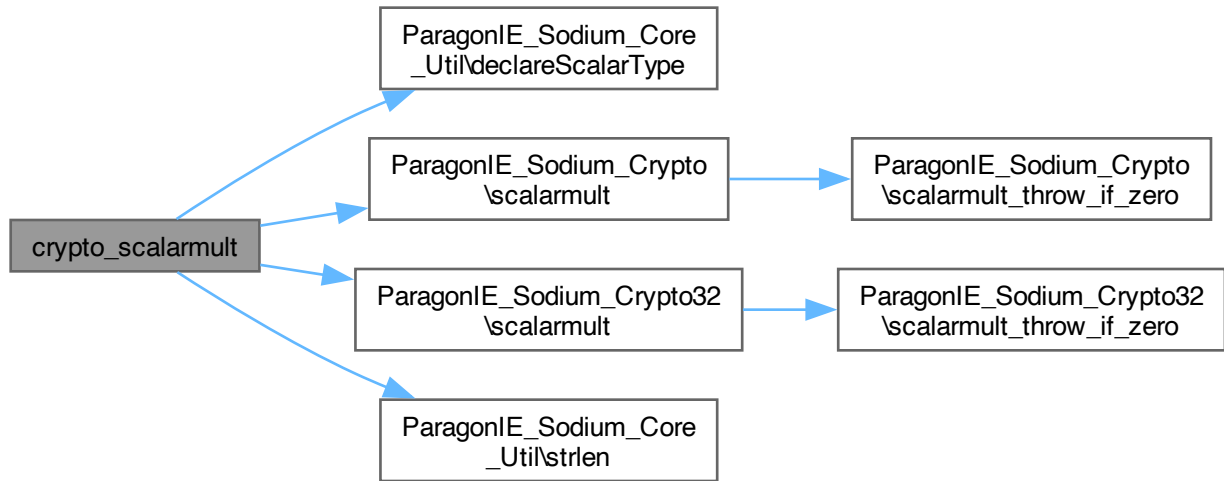 ParagonIE_Sodium_Core
_Util\declareScalarType
ParagonIE_Sodium_Crypto
\scalarmult
ParagonIE_Sodium_Crypto
\scalarmult_throw_if_zero
crypto_scalarmult
ParagonIE_Sodium_Crypto32
\scalarmult
ParagonIE_Sodium_Crypto32
\scalarmult_throw_if_zero
ParagonIE_Sodium_Core
_Util\strlen